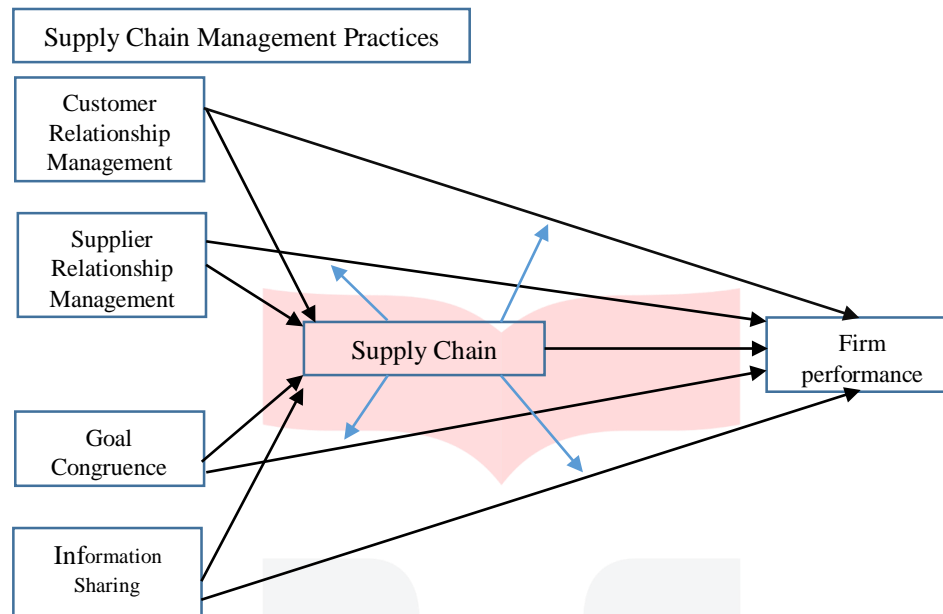 Supply Chain Management Practices
Customer
Relationship
Management
Supplier
Relationship
Management
Supply Chain
Firm
performance
Goal
Congruence
Information
Sharing